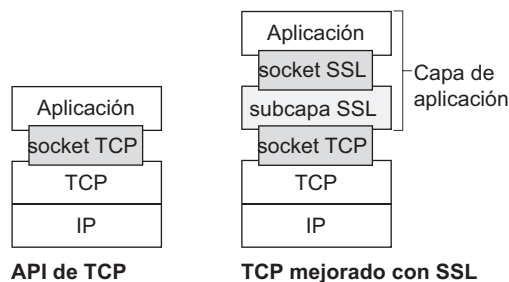 Aplicación
socket TCP
TCP
IP
API de TCP
Aplicación
socket SSL
subcapa SSL
socket TCP
TCP
IP
Capa de
aplicación
TCP mejorado con SSL